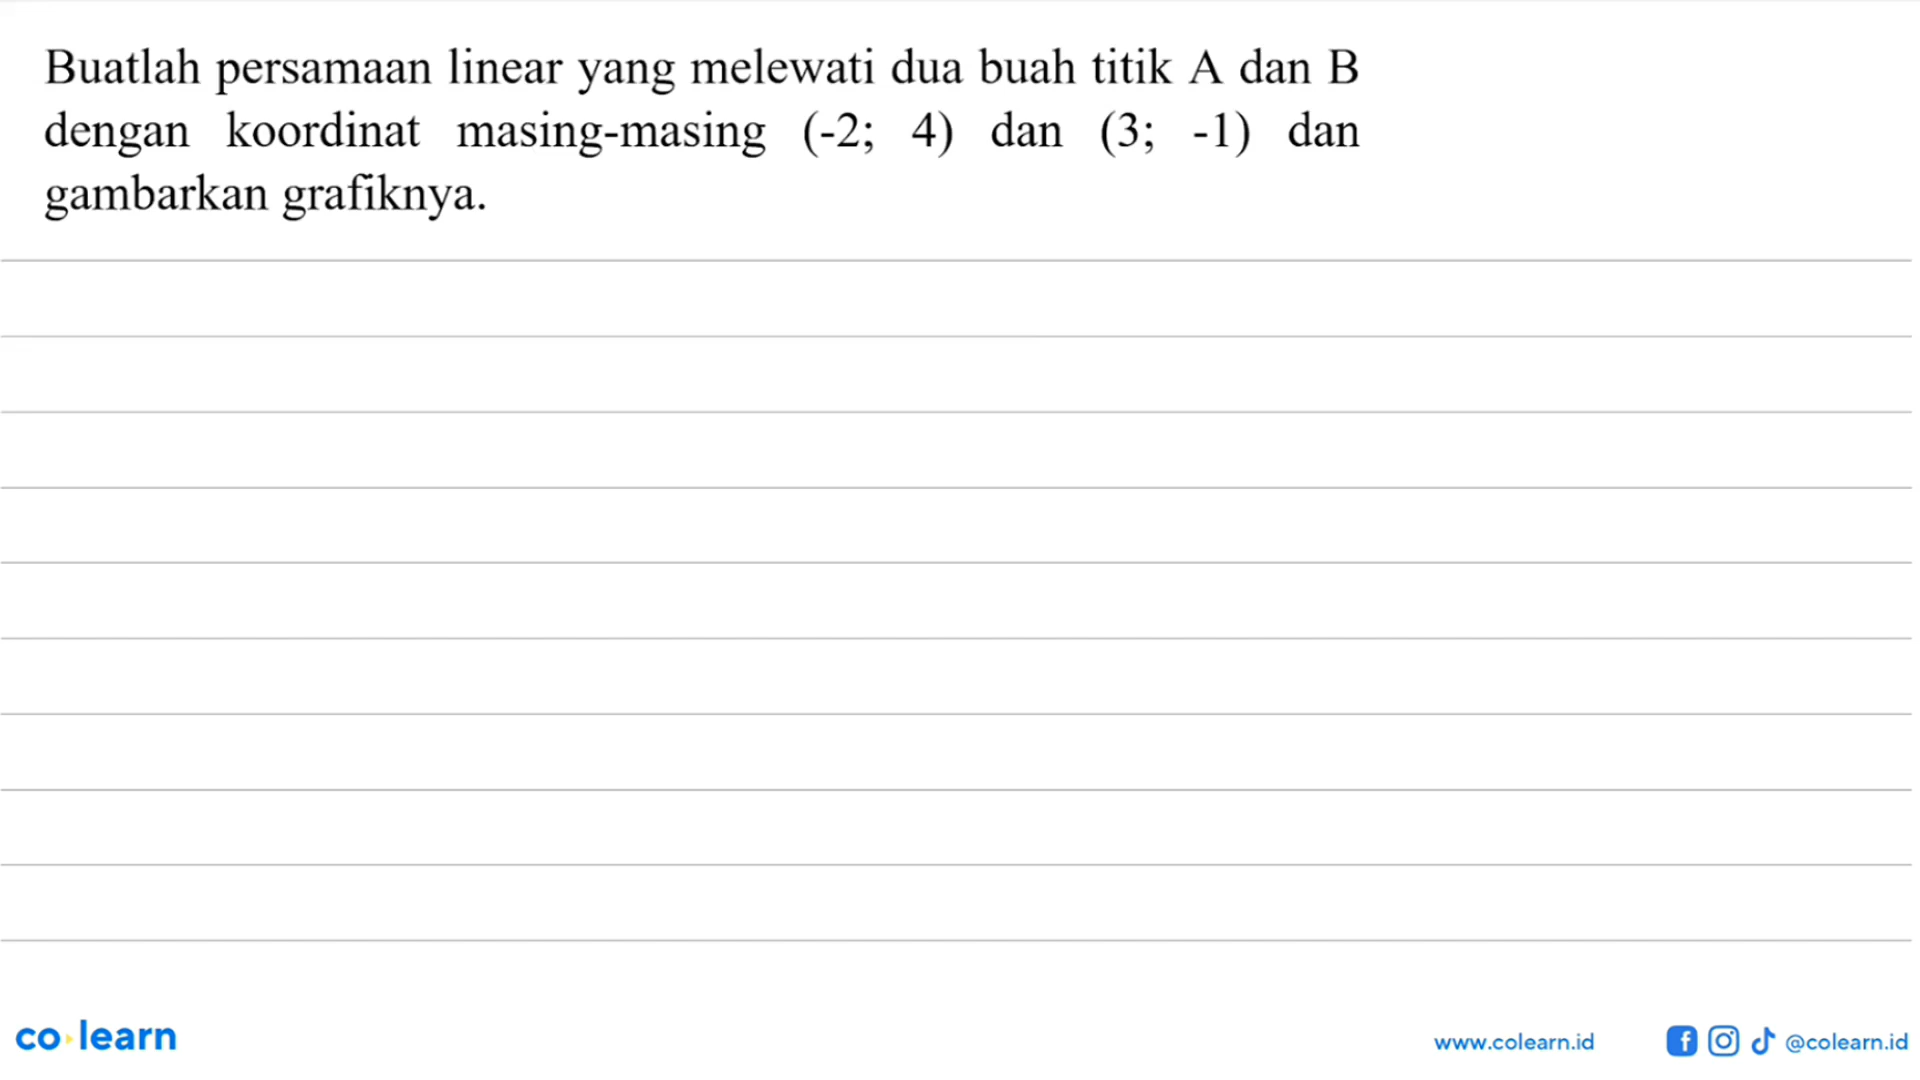 Buatlah persamaan linear yang melewati dua buah titik A dan B
dengan koordinat masing-masing (-2; 4) dan (3; -1) dan
gambarkan grafiknya.
co learn
www.colearn.id
@colearn.id